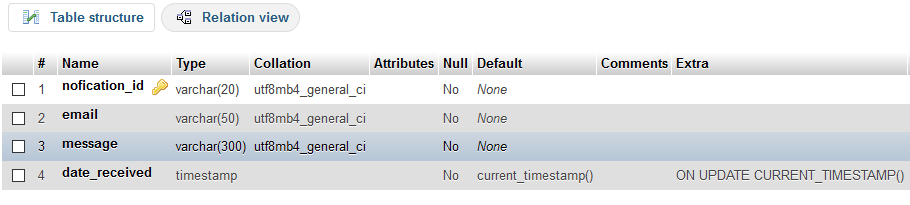 Table structure Relation view
# Name Type Collation Attributes Null Default Comments Extra
1 nofication_id varchar(20) utf8mb4_general_ci No None
2 email varchar(50) utf8mb4_general_ci No None
3 message varchar(300) utf8mb4_general_ci No None
4 date_received timestamp No current_timestamp() ON UPDATE CURRENT_TIMESTAMP()